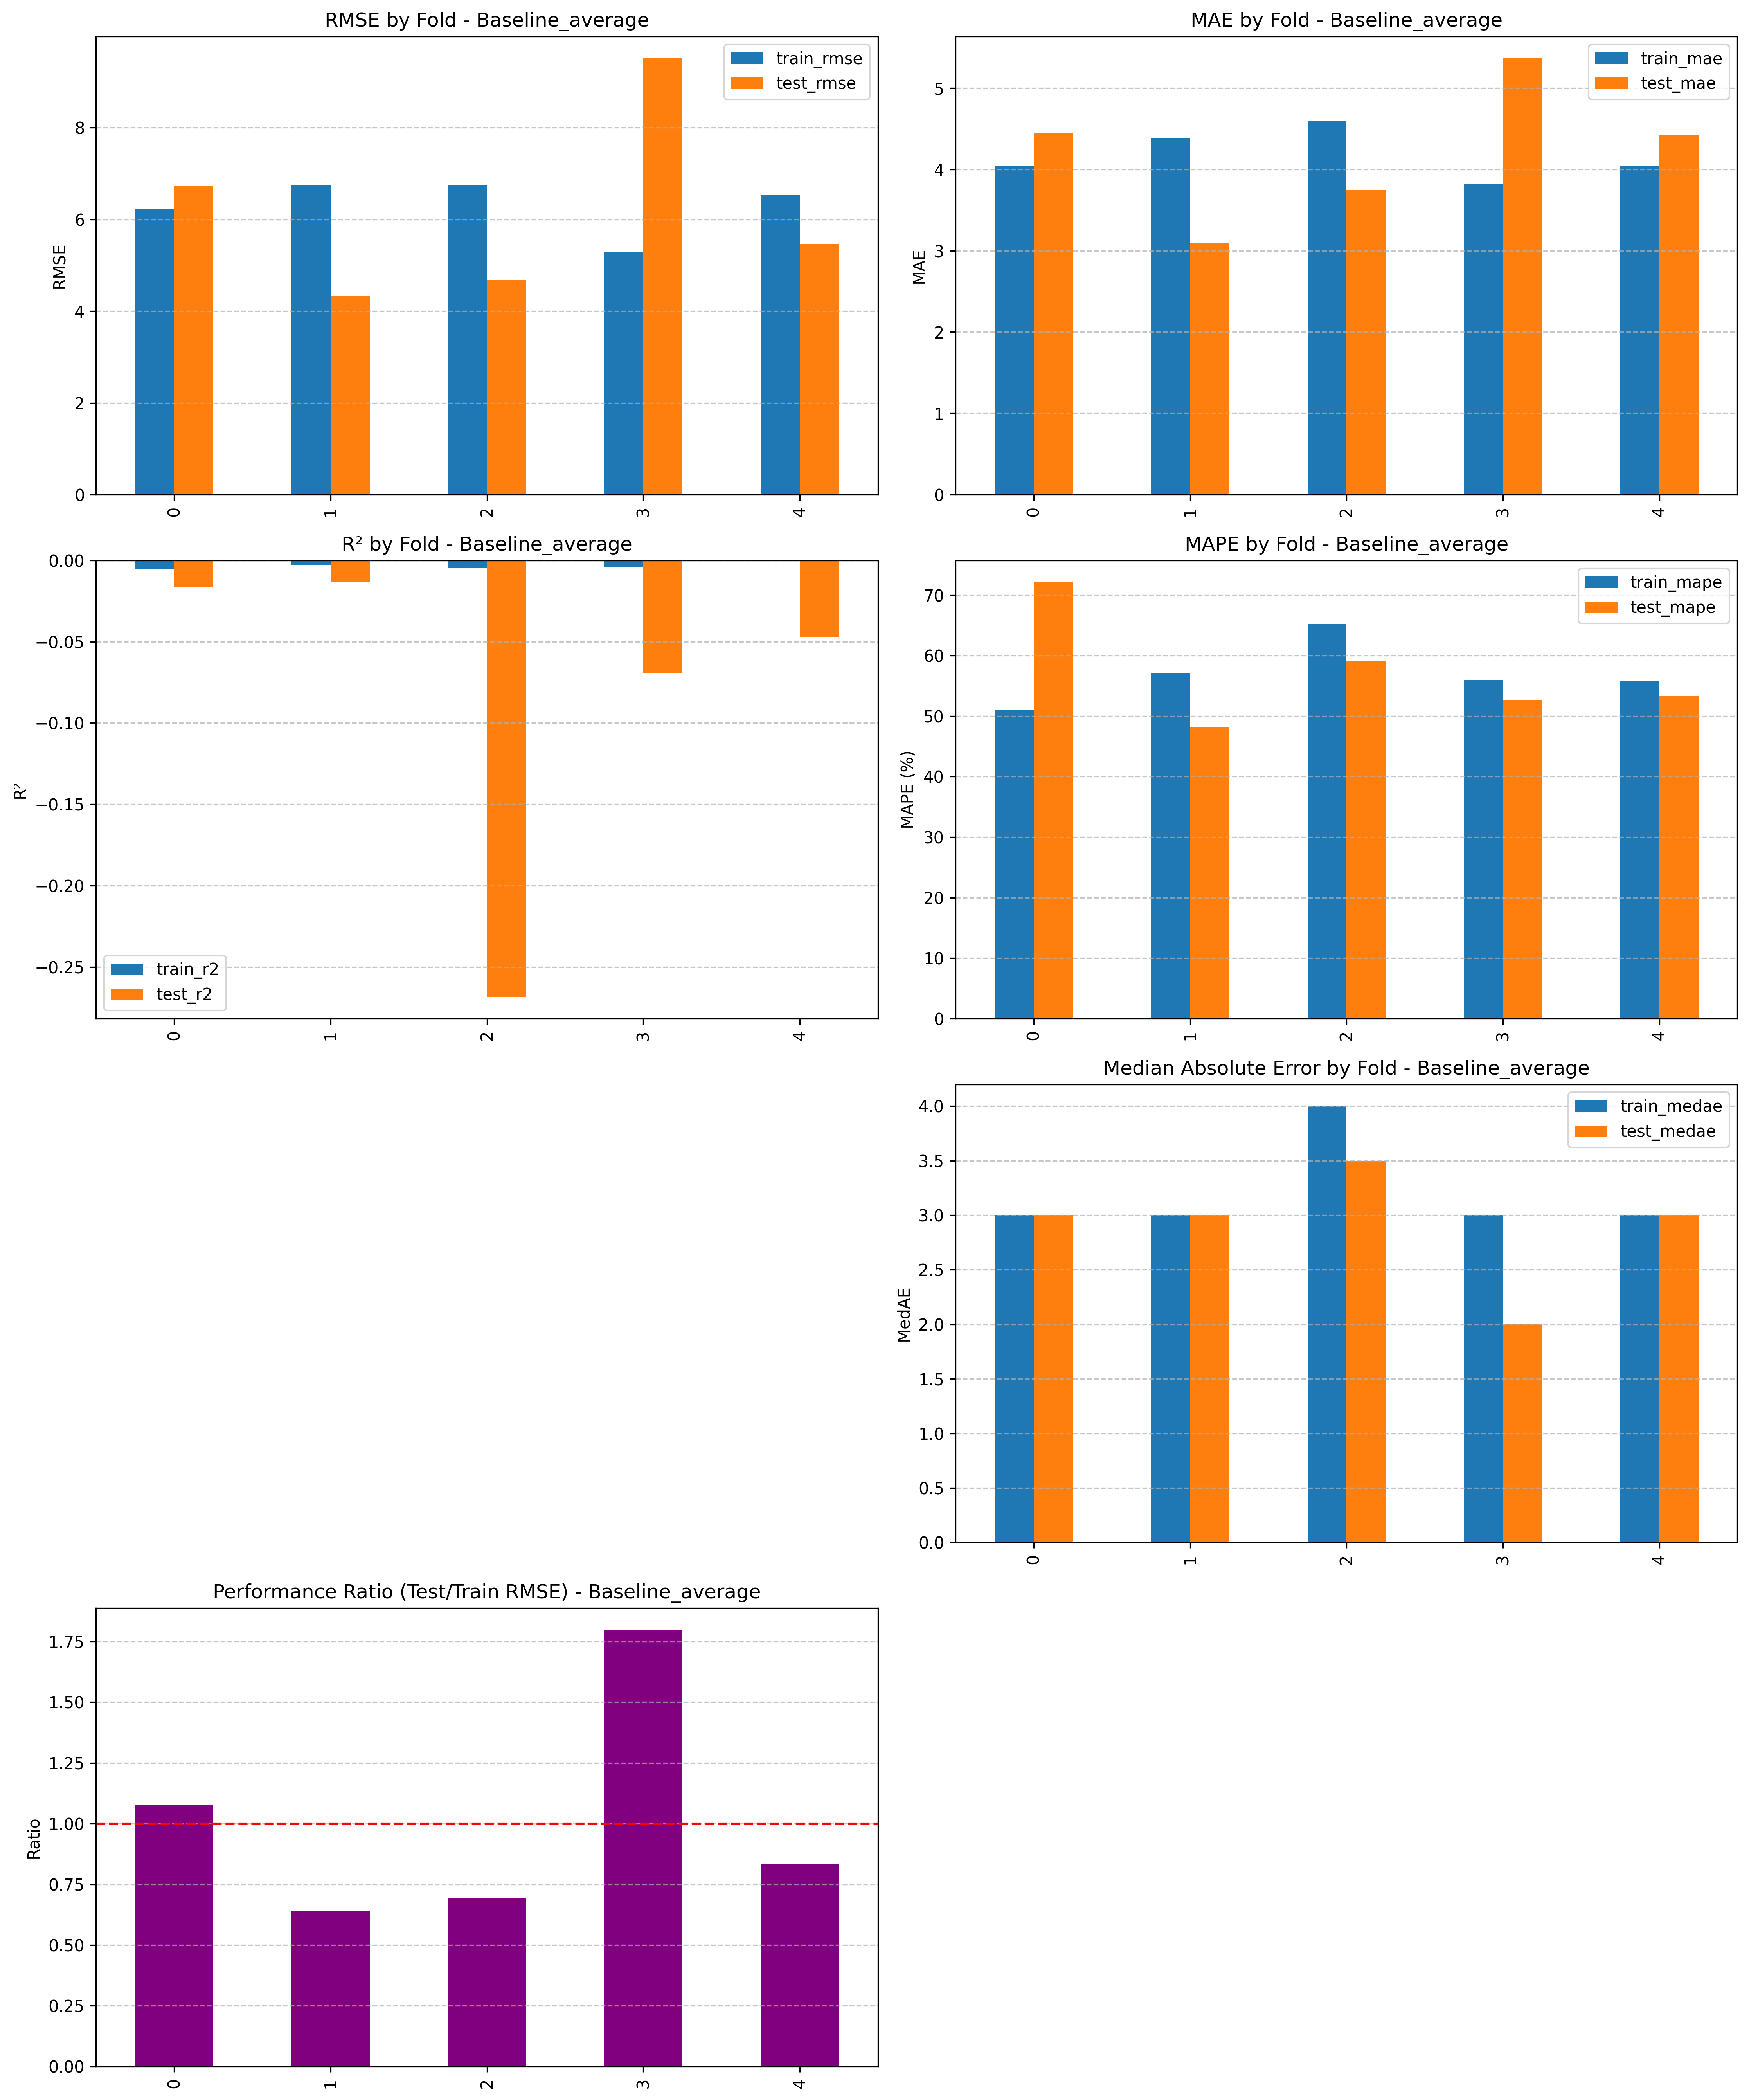 RMSE by Fold - Baseline_average
RMSE
8
6
4
2
0
train_rmse
test_rmse
0 1 2 3 4
MAE by Fold - Baseline_average
MAE
5
4
3
2
1
0
train_mae
test_mae
0 1 2 3 4
R² by Fold - Baseline_average
R²
0.00
−0.05
−0.10
−0.15
−0.20
−0.25
train_r2
test_r2
0 1 2 3 4
MAPE by Fold - Baseline_average
MAPE (%)
70
60
50
40
30
20
10
0
train_mape
test_mape
0 1 2 3 4
Median Absolute Error by Fold - Baseline_average
MedAE
4.0
3.5
3.0
2.5
2.0
1.5
1.0
0.5
0.0
train_medae
test_medae
0 1 2 3 4
Performance Ratio (Test/Train RMSE) - Baseline_average
Ratio
1.75
1.50
1.25
1.00
0.75
0.50
0.25
0.00
0 1 2 3 4